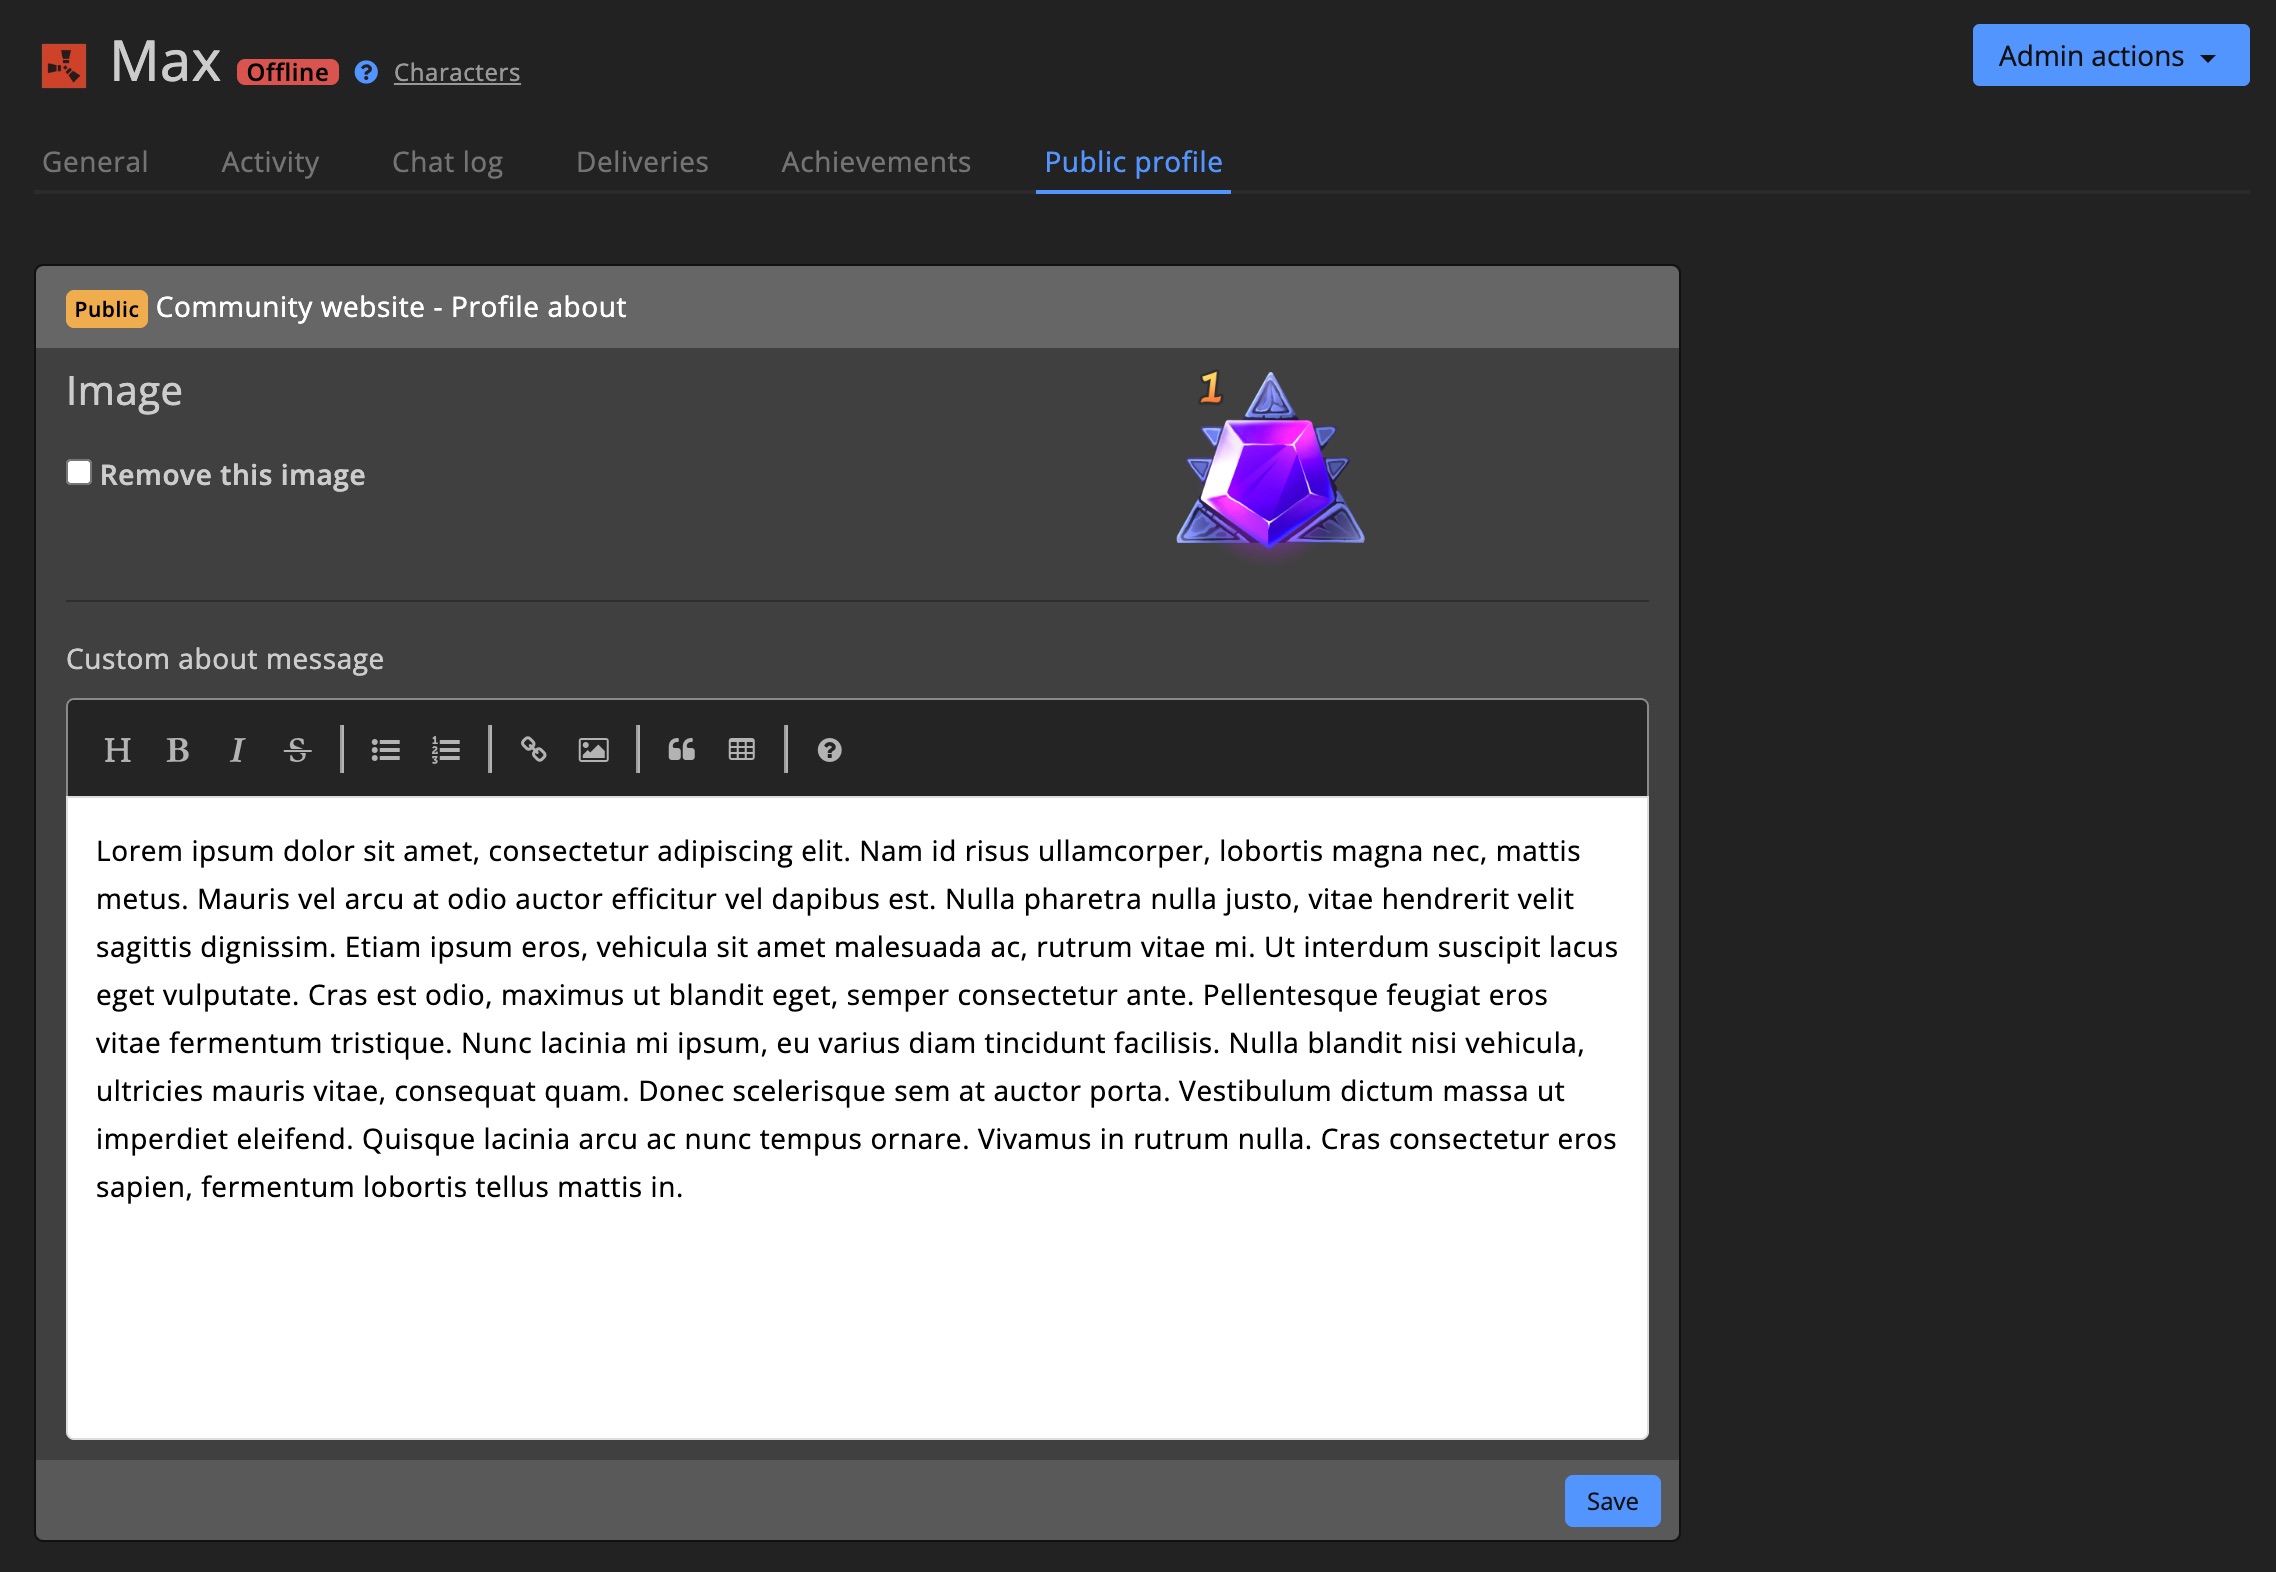 Max Offline Characters
Admin actions
General Activity Chat log Deliveries Achievements Public profile
Public Community website - Profile about
Image
1
Remove this image
Custom about message
H B I S
Lorem ipsum dolor sit amet, consectetur adipiscing elit. Nam id risus ullamcorper, lobortis magna nec, mattis
metus. Mauris vel arcu at odio auctor efficitur vel dapibus est. Nulla pharetra nulla justo, vitae hendrerit velit
sagittis dignissim. Etiam ipsum eros, vehicula sit amet malesuada ac, rutrum vitae mi. Ut interdum suscipit lacus
eget vulputate. Cras est odio, maximus ut blandit eget, semper consectetur ante. Pellentesque feugiat eros
vitae fermentum tristique. Nunc lacinia mi ipsum, eu varius diam tincidunt facilisis. Nulla blandit nisi vehicula,
ultricies mauris vitae, consequat quam. Donec scelerisque sem at auctor porta. Vestibulum dictum massa ut
imperdiet eleifend. Quisque lacinia arcu ac nunc tempus ornare. Vivamus in rutrum nulla. Cras consectetur eros
sapien, fermentum lobortis tellus mattis in.
Save